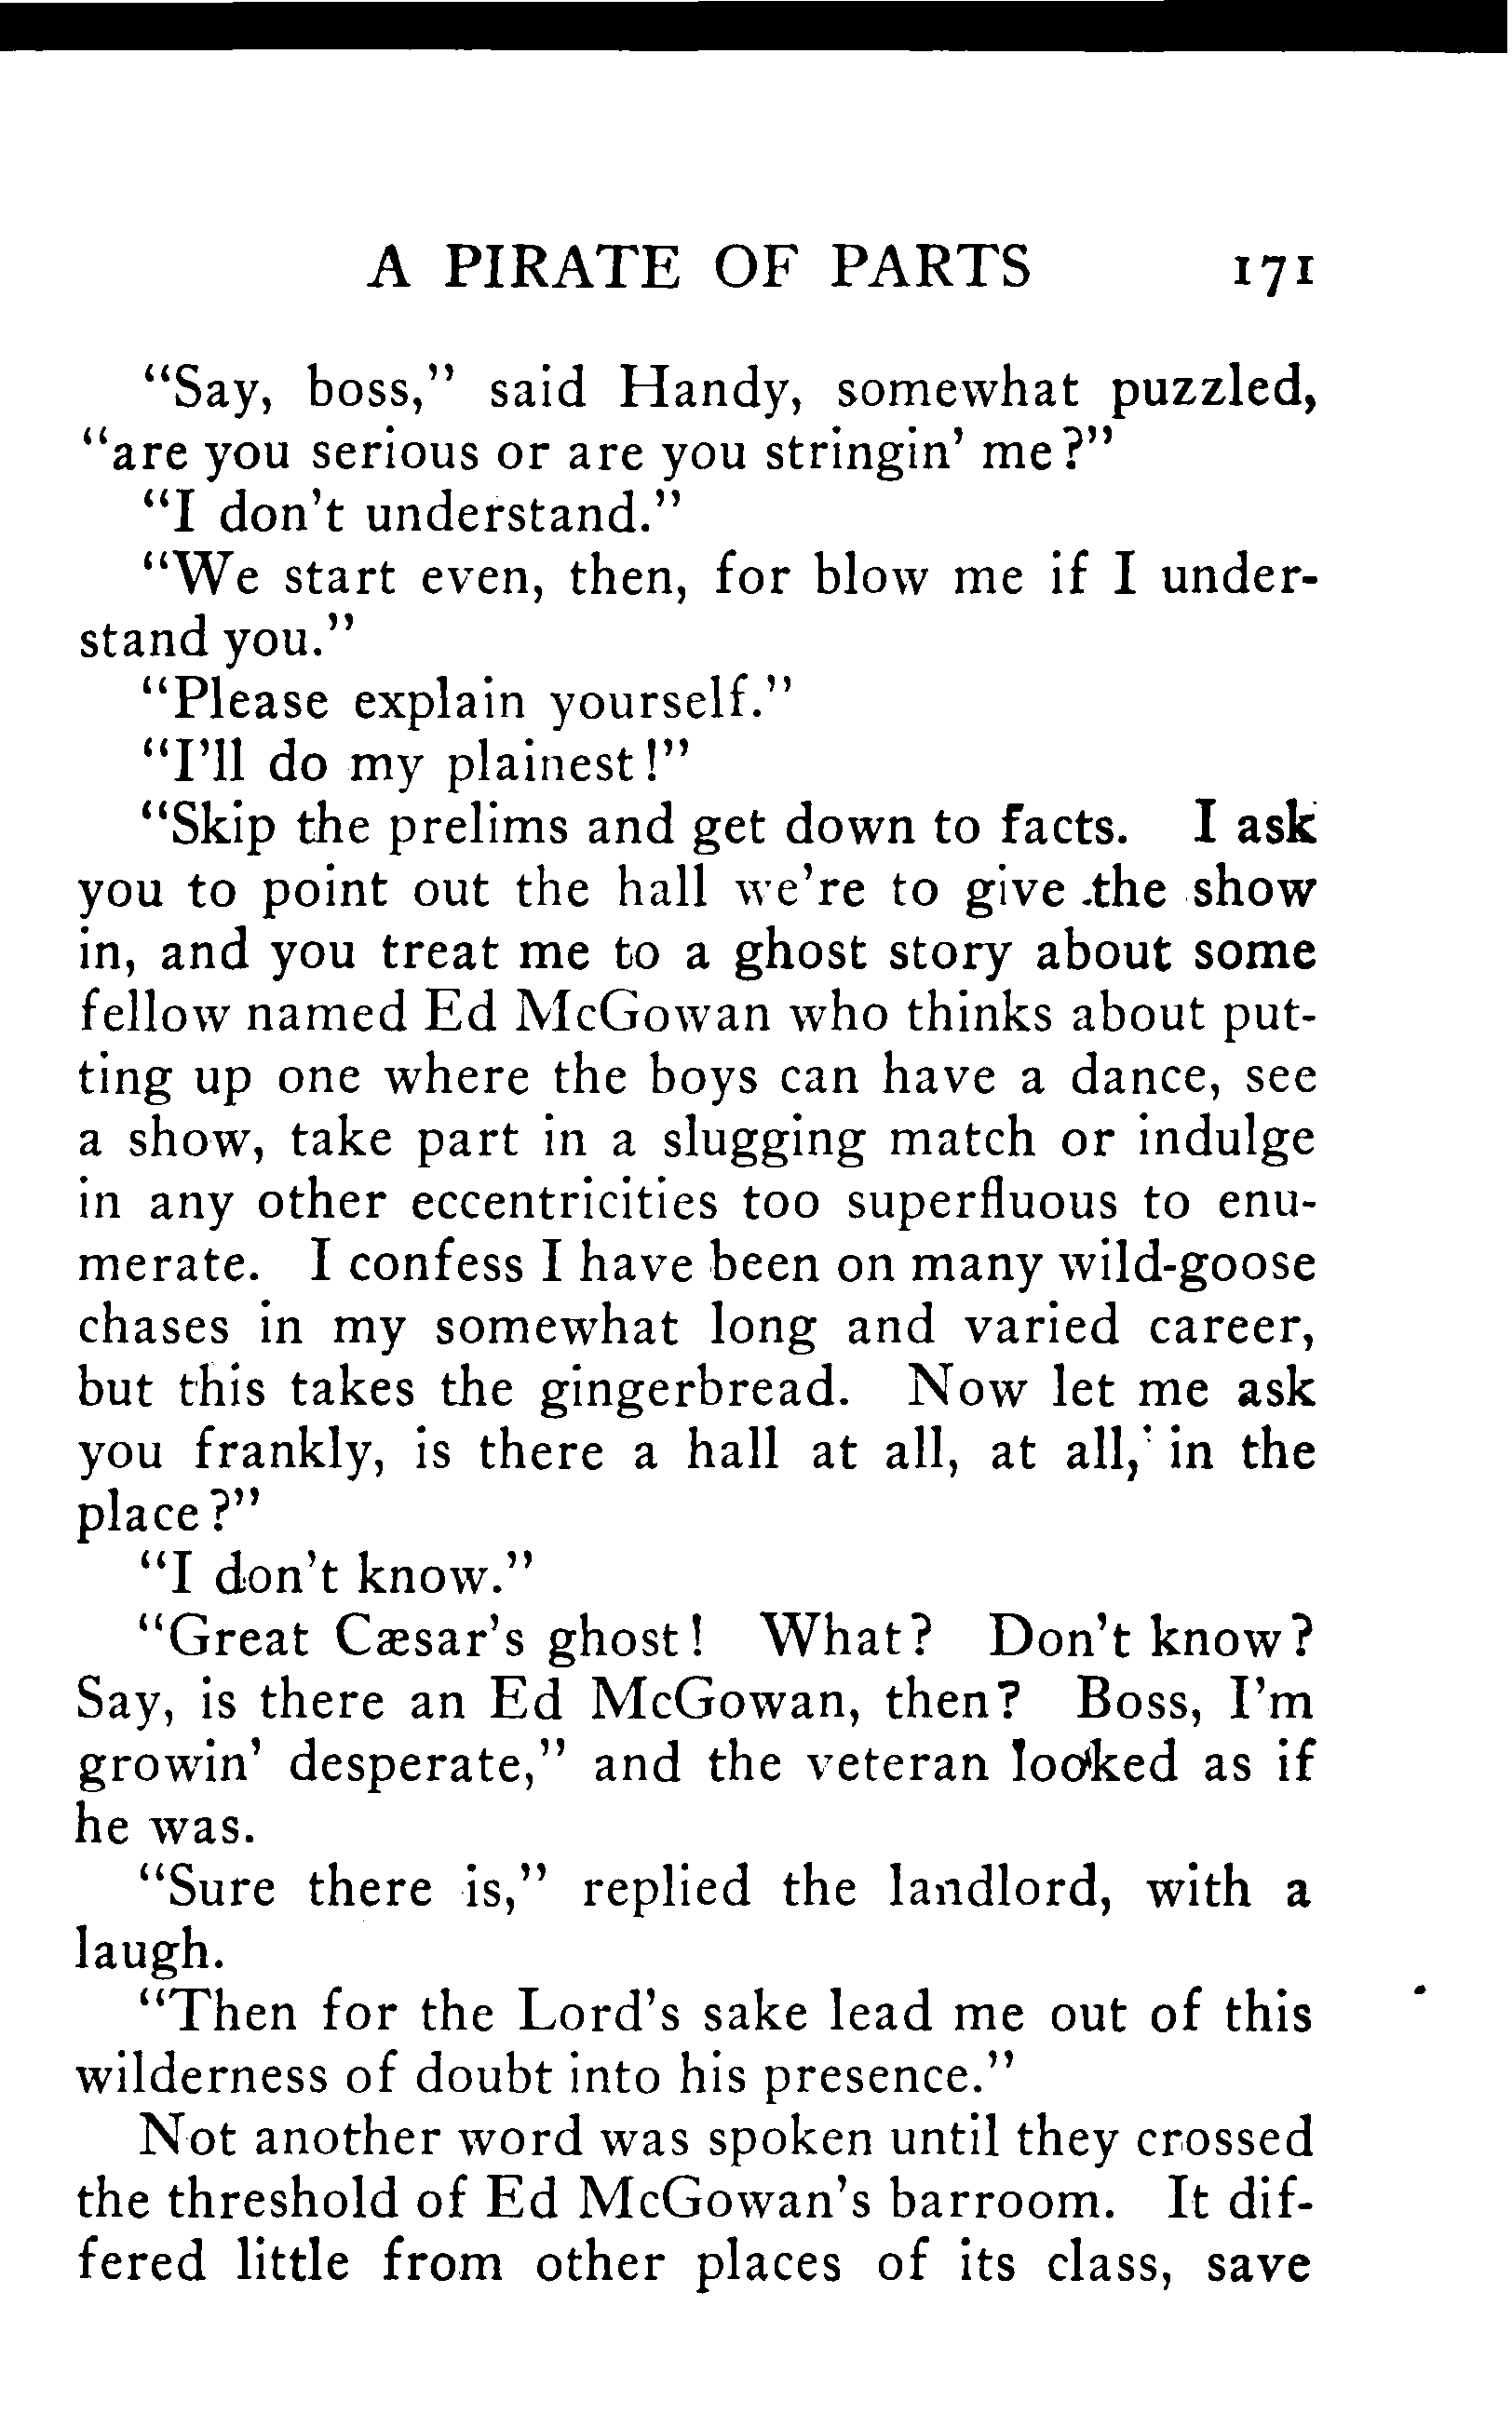 A PIRATE OF PARTS 171
"Say, boss," said Handy, somewhat puzzled,
"are you serious or are you stringin' me?"
"I don't understand."
"We start even, then, for blow me if I under-
stand you."
"Please explain yourself."
"I'll do my plainest!"
"Skip the prelims and get down to facts. I ask
you to point out the hall we're to give the show
in, and you treat me to a ghost story about some
fellow named Ed McGowan who thinks about put-
ting up one where the boys can have a dance, see
a show, take part in a slugging match or indulge
in any other eccentricities too superfluous to enu-
merate. I confess I have been on many wild-goose
chases in my somewhat long and varied career,
but this takes the gingerbread. Now let me ask
you frankly, is there a hall at all, at all, in the
place?"
"I don't know."
"Great Cæsar's ghost! What? Don't know?
Say, is there an Ed McGowan, then? Boss, I'm
growin' desperate," and the veteran looked as if
he was.
"Sure there is," replied the landlord, with a
laugh.
"Then for the Lord's sake lead me out of this
wilderness of doubt into his presence."
Not another word was spoken until they crossed
the threshold of Ed McGowan's barroom. It dif-
fered little from other places of its class, save